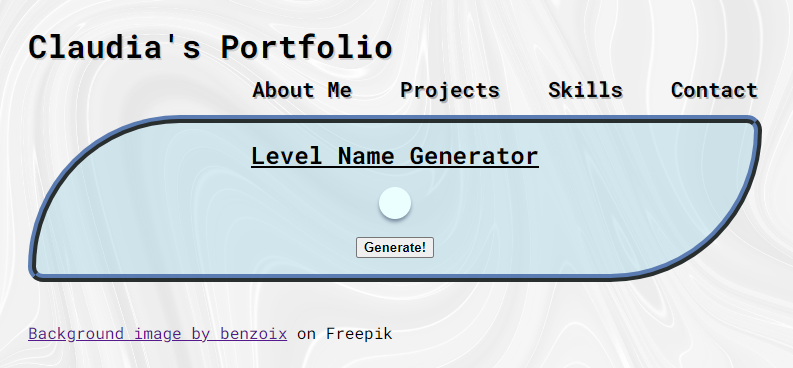 Claudia's Portfolio
About Me Projects Skills Contact
Level Name Generator
Generate!
Background image by benzoix on Freepik